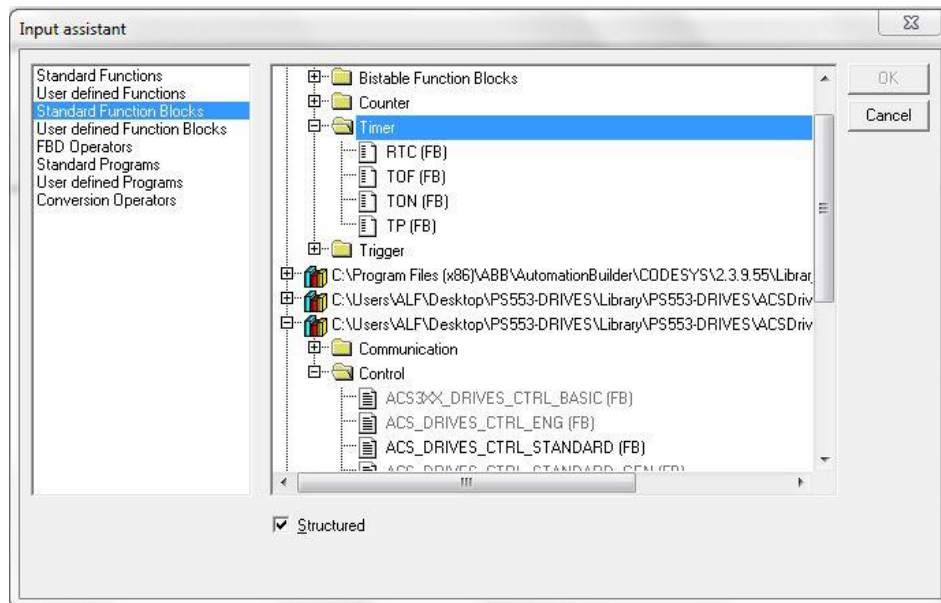 Input assistant
Standard Functions
User defined Functions
Standard Function Blocks
User defined Function Blocks
FBD Operators
Standard Programs
User defined Programs
Conversion Operators
Bistable Function Blocks
Counter
Timer
RTC (FB)
TOF (FB)
TON (FB)
TP (FB)
Trigger
C:\Program Files (x86)\ABB\AutomationBuilder\CODESYS\2.3.9.55\Librar
C:\Users\ALF\Desktop\PS553-DRIVES\Library\PS553-DRIVES\ACSDriv
C:\Users\ALF\Desktop\PS553-DRIVES\Library\PS553-DRIVES\ACSDriv
Communication
Control
ACS3XX_DRIVES_CTRL_BASIC (FB)
ACS_DRIVES_CTRL_ENG (FB)
ACS_DRIVES_CTRL_STANDARD (FB)
ACS_DRIVES_CTRL_STANDARD_GEN (FB)
OK
Cancel
Structured